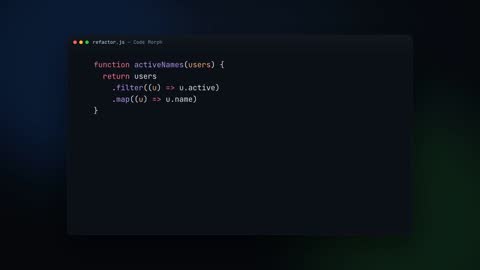 refactor.js — Code Morph
function activeNames(users) {
  return users
    .filter((u) => u.active)
    .map((u) => u.name)
}